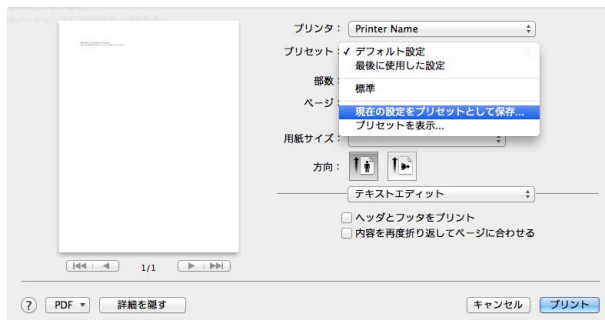 プリンタ： Printer Name
プリセット： ✓ デフォルト設定
最後に使用した設定
標準
現在の設定をプリセットとして保存...
プリセットを表示...
部数：
ページ：
用紙サイズ：
方向：
テキストエディット
ヘッダとフッタをプリント
内容を再度折り返してページに合わせる
1/1
? PDF 詳細を隠す キャンセル プリント